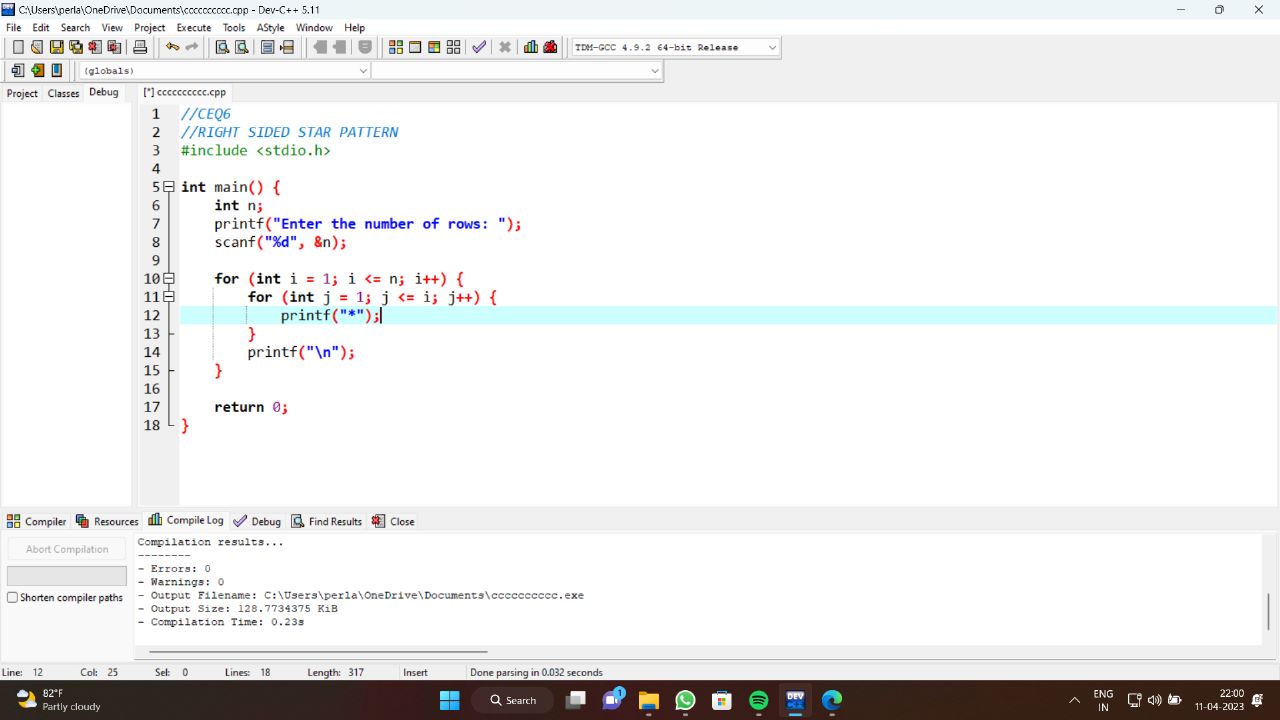 C:\Users\perla\OneDrive\Documents\cccccccccc.cpp - Dev-C++ 5.11
File Edit Search View Project Execute Tools AStyle Window Help
TDM-GCC 4.9.2 64-bit Release
(globals)
Project Classes Debug [*] cccccccccc.cpp
1 //CEQ6
2 //RIGHT SIDED STAR PATTERN
3 #include <stdio.h>
4
5 int main() {
6 int n;
7 printf("Enter the number of rows: ");
8 scanf("%d", &n);
9
10 for (int i = 1; i <= n; i++) {
11 for (int j = 1; j <= i; j++) {
12 printf("*");
13 }
14 printf("\n");
15 }
16
17 return 0;
18 }
Compiler Resources Compile Log Debug Find Results Close
Abort Compilation
Shorten compiler paths
Compilation results...
--------
- Errors: 0
- Warnings: 0
- Output Filename: C:\Users\perla\OneDrive\Documents\cccccccccc.exe
- Output Size: 128.7734375 KiB
- Compilation Time: 0.23s
Line: 12 Col: 25 Sel: 0 Lines: 18 Length: 317 Insert Done parsing in 0.032 seconds
82°F
Partly cloudy
Search
1
DEV
ENG
IN
22:00
11-04-2023